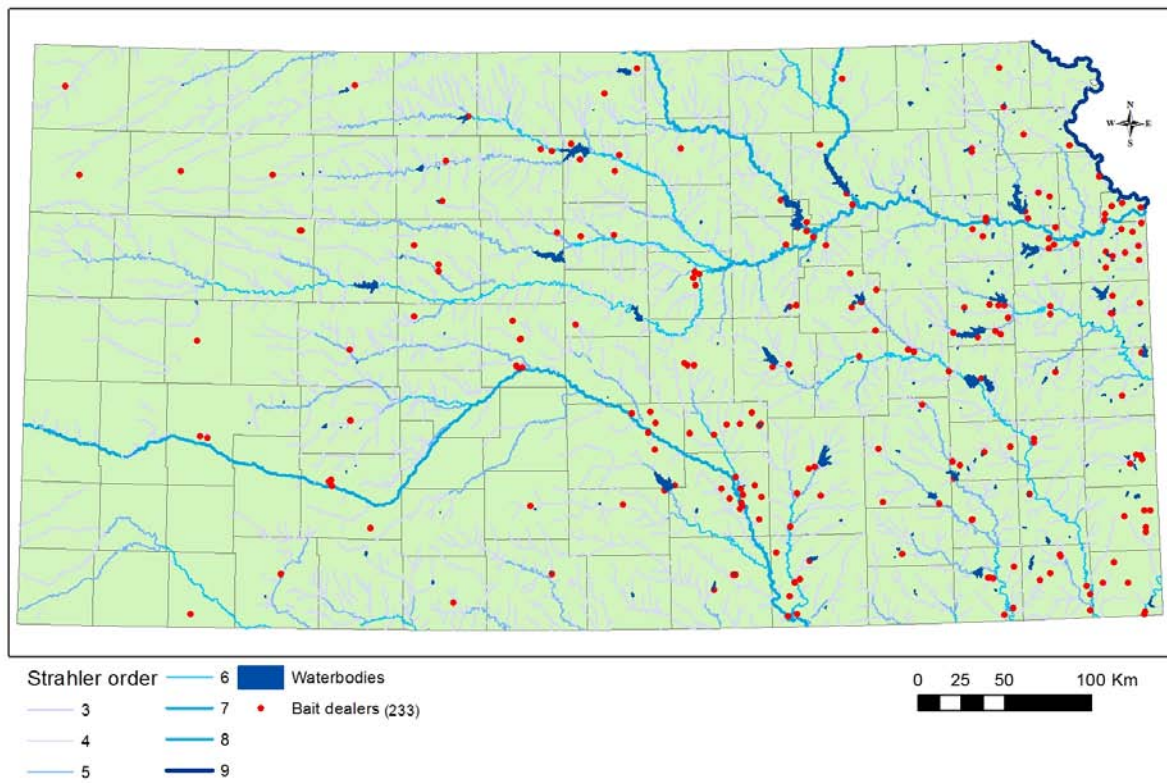 N
W E
S
Strahler order
3
4
5
6
7
8
9
Waterbodies
Bait dealers (233)
0 25 50 100 Km